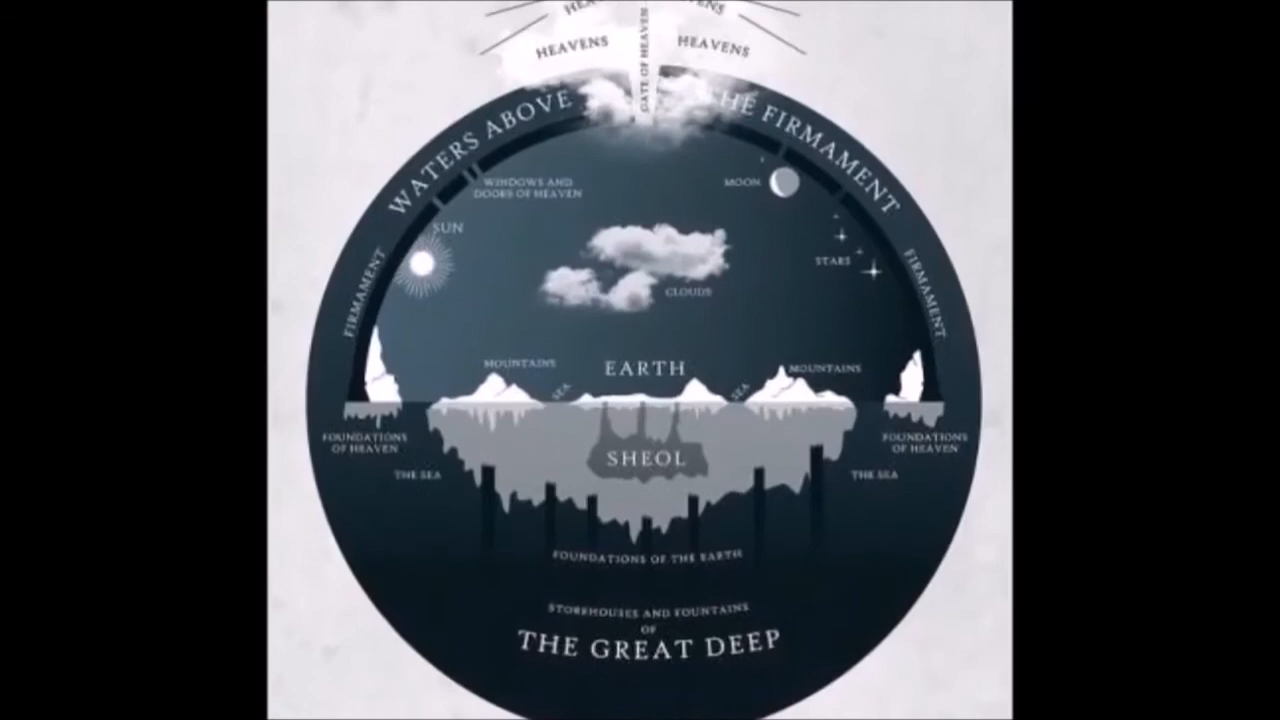 HEAVENS
HEAVENS
GATE OF HEAVEN
WATERS ABOVE
HE FIRMAMENT
WINDOWS AND
DOORS OF HEAVEN
MOON
SUN
STARS
CLOUDS
FIRMAMENT
FIRMAMENT
MOUNTAINS
SEA
EARTH
SEA
MOUNTAINS
FOUNDATIONS
OF HEAVEN
FOUNDATIONS
OF HEAVEN
SHEOL
THE SEA
THE SEA
FOUNDATIONS OF THE EARTH
STOREHOUSES AND FOUNTAINS
OF
THE GREAT DEEP